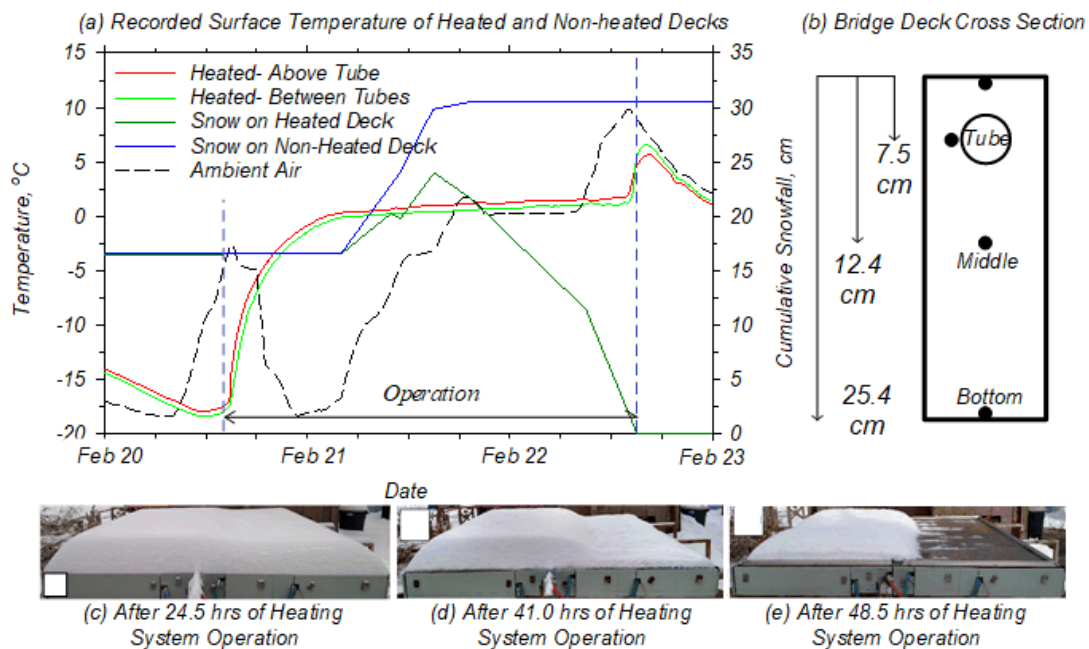 (a) Recorded Surface Temperature of Heated and Non-heated Decks
15
10
5
0
-5
-10
-15
-20
Temperature, °C
Heated- Above Tube
Heated- Between Tubes
Snow on Heated Deck
Snow on Non-Heated Deck
Ambient Air
Operation
35
30
25
20
15
10
5
0
Cumulative Snowfall, cm
Feb 20
Feb 21
Feb 22
Feb 23
Date
(b) Bridge Deck Cross Section
Tube
7.5
cm
Middle
12.4
cm
Bottom
25.4
cm
(c) After 24.5 hrs of Heating
System Operation
(d) After 41.0 hrs of Heating
System Operation
(e) After 48.5 hrs of Heating
System Operation